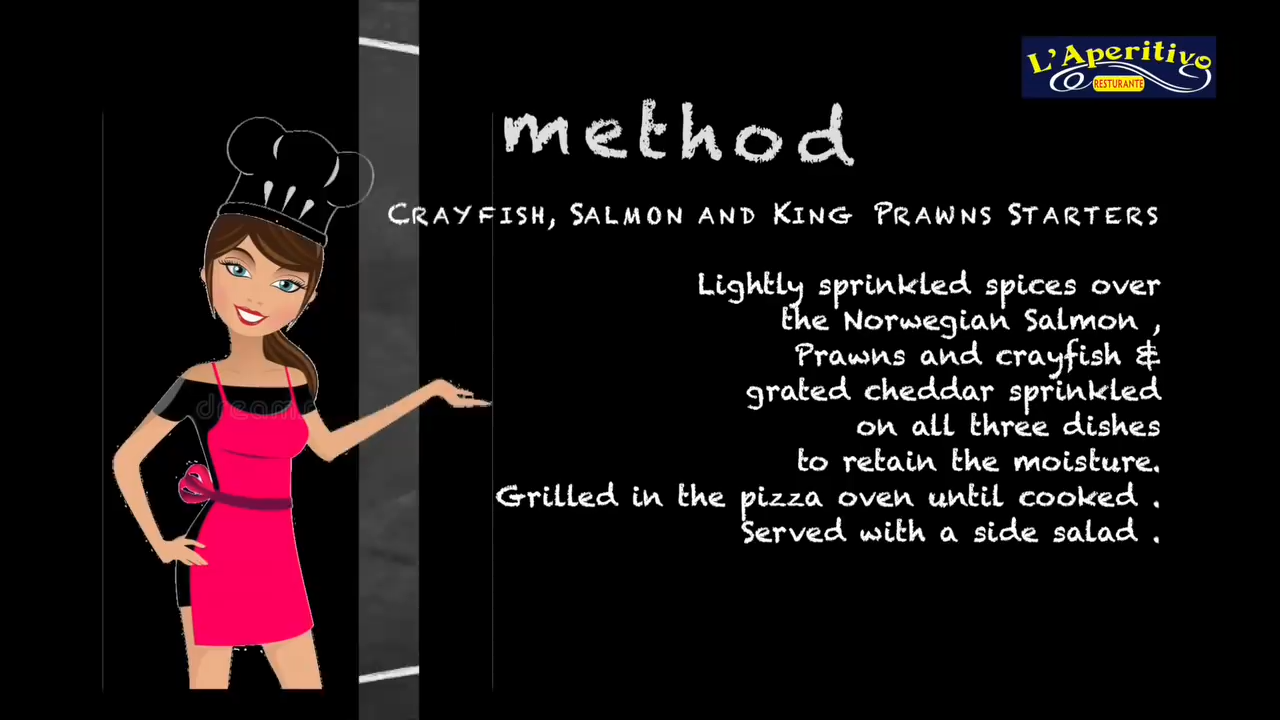 L'Aperitivo
RESTURANTE
method
CRAYFISH, SALMON AND KING PRAWNS STARTERS
Lightly sprinkled spices over
the Norwegian Salmon ,
Prawns and crayfish &
grated cheddar sprinkled
on all three dishes
to retain the moisture.
Grilled in the pizza oven until cooked .
Served with a side salad .